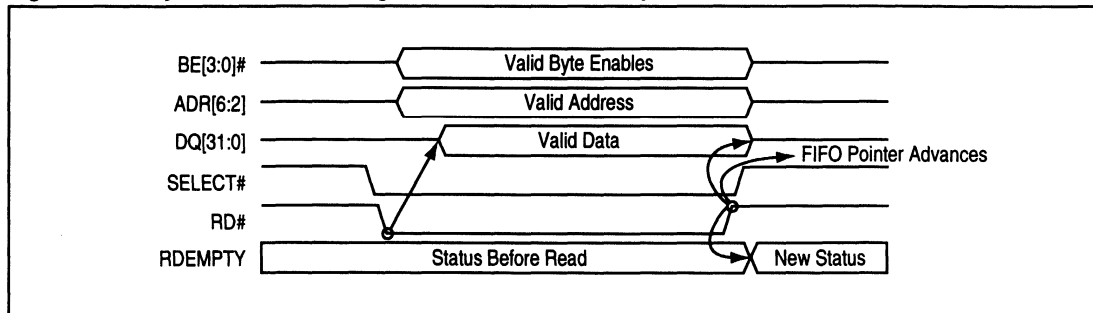 BE[3:0]# Valid Byte Enables
ADR[6:2] Valid Address
DQ[31:0] Valid Data
FIFO Pointer Advances
SELECT#
RD#
RDEMPTY Status Before Read New Status